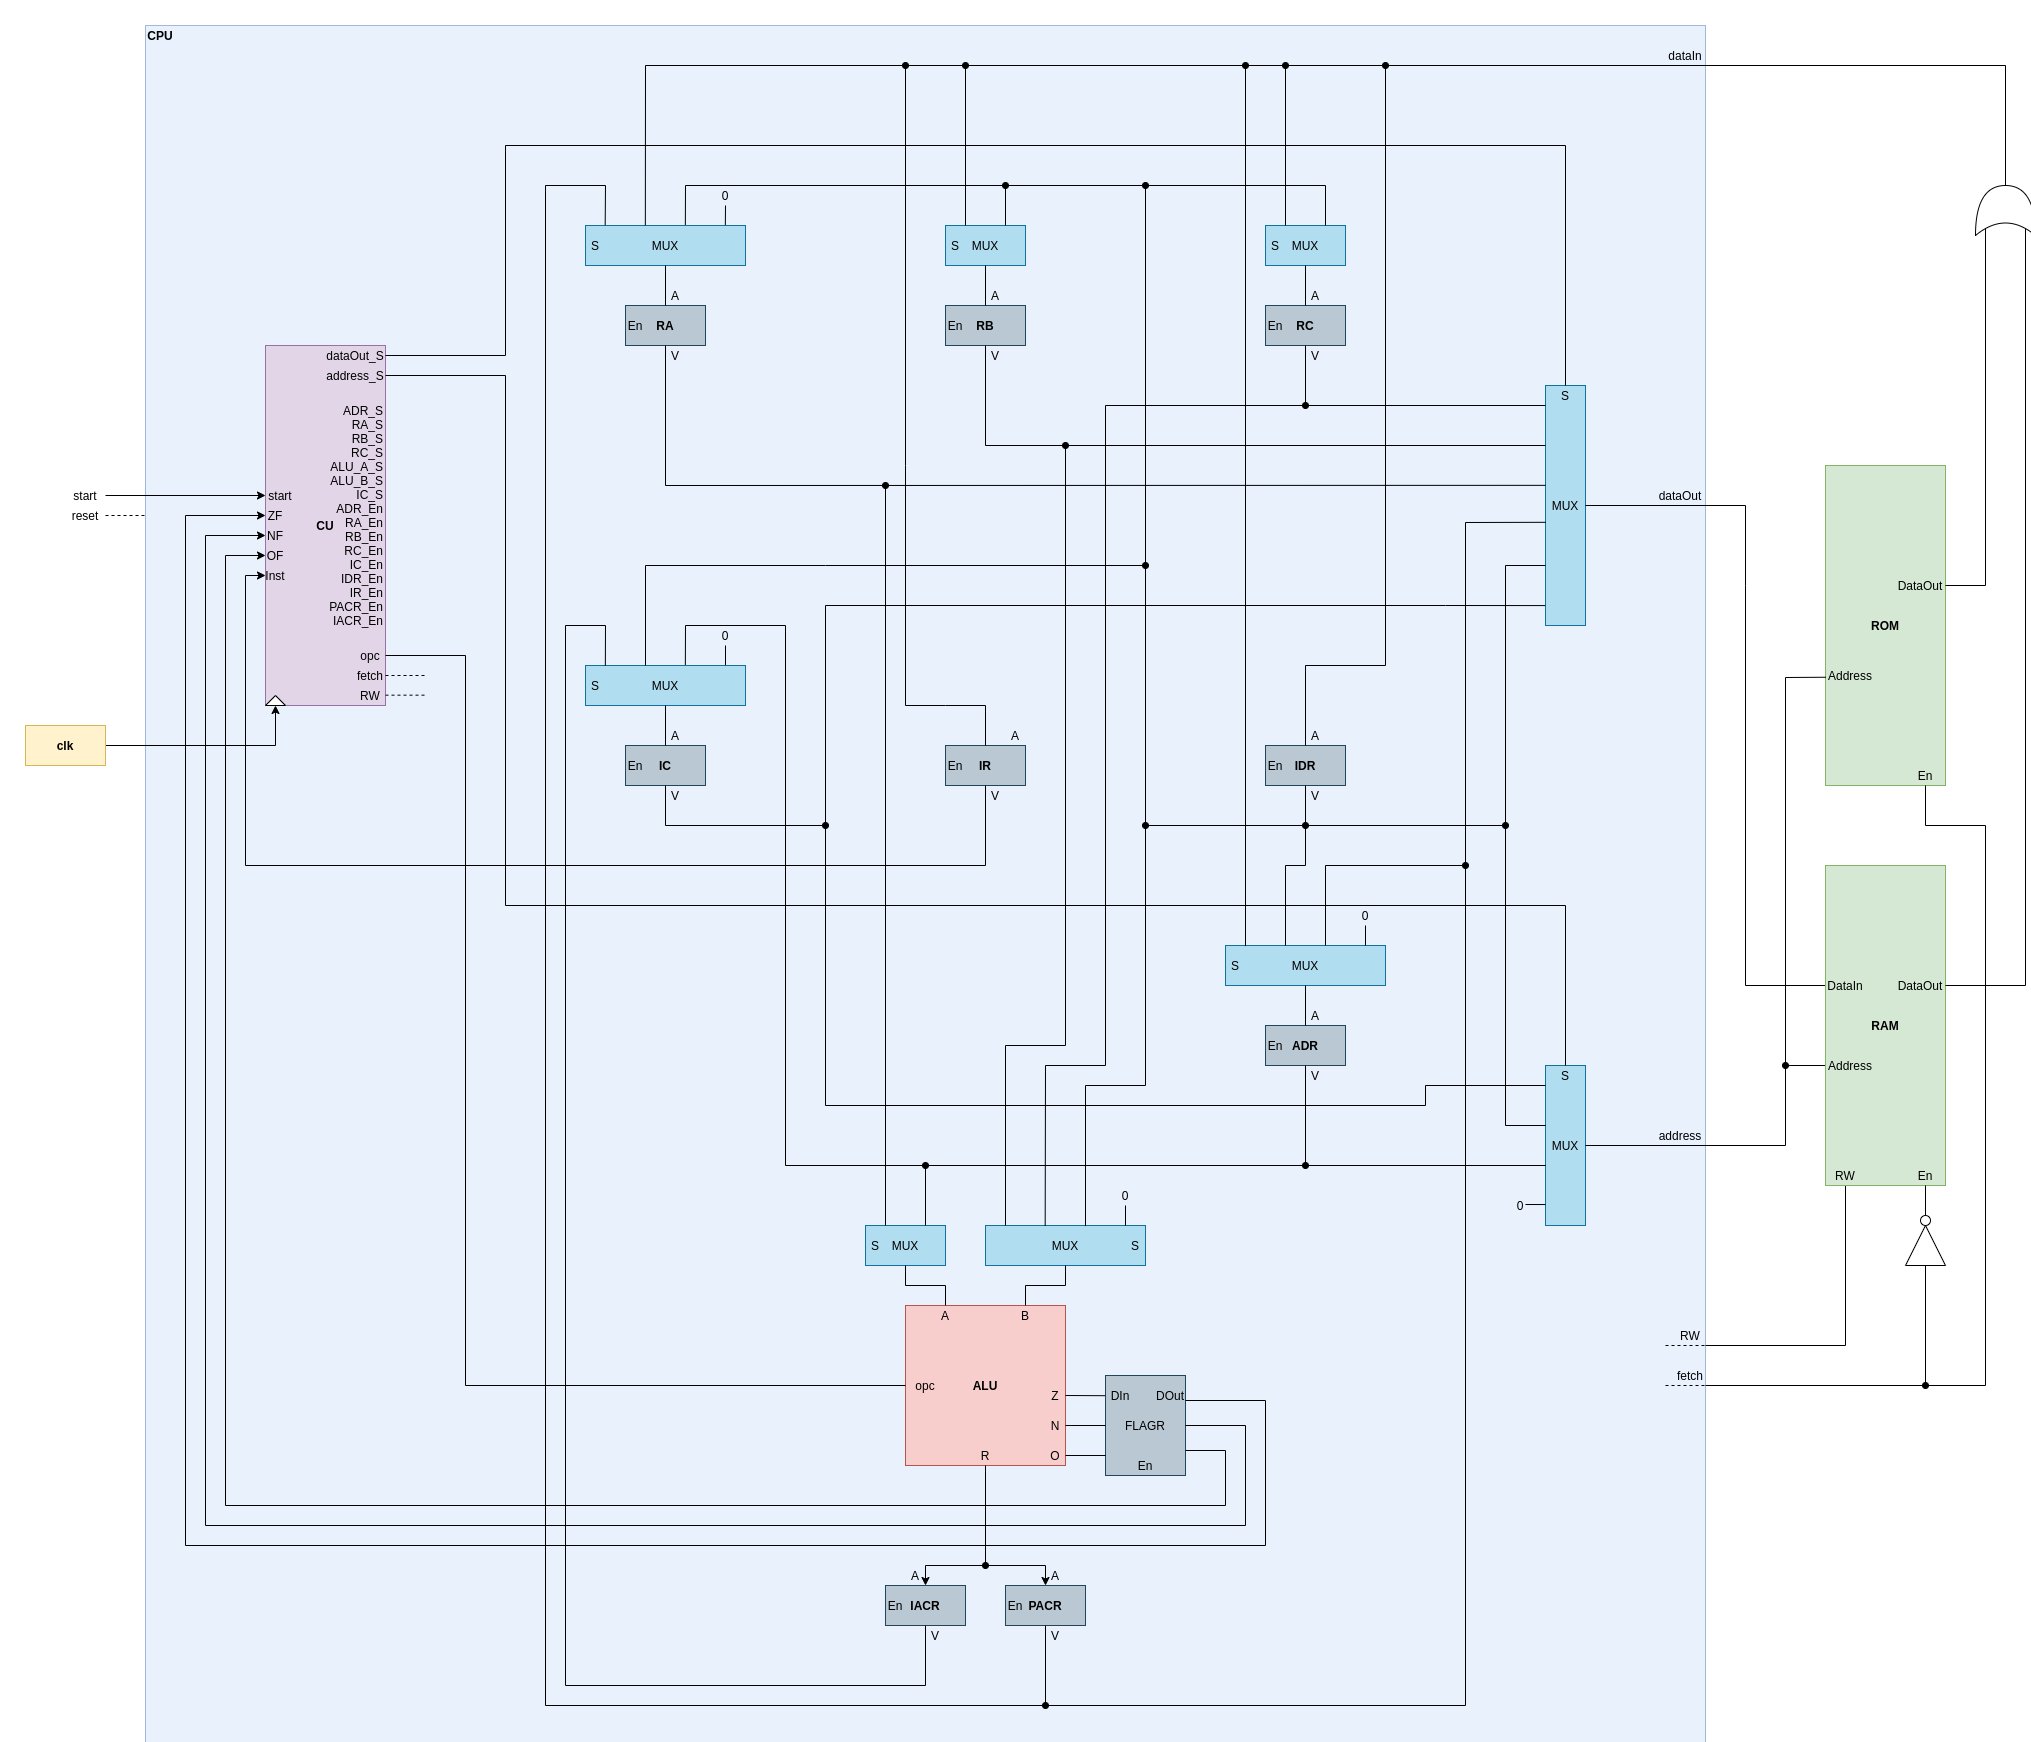 CPU
dataIn
0
S MUX
S MUX
S MUX
A
A
A
En RA
En RB
En RC
V
V
V
dataOut_S
address_S
ADR_S
RA_S
RB_S
RC_S
ALU_A_S
ALU_B_S
IC_S
ADR_En
RA_En
RB_En
RC_En
IC_En
IDR_En
IR_En
PACR_En
IACR_En
opc
fetch
RW
start
reset
start
ZF
NF
OF
Inst
CU
clk
S
MUX
dataOut
DataOut
ROM
Address
En
0
S MUX
A
A
A
En IC
En IR
En IDR
V
V
V
0
S MUX
A
En ADR
V
DataIn DataOut
RAM
Address
RW En
S
MUX
address
0
0
S MUX
MUX S
A B
opc ALU
Z
N
O
R
DIn DOut
FLAGR
En
RW
fetch
A
A
En IACR
En PACR
V
V